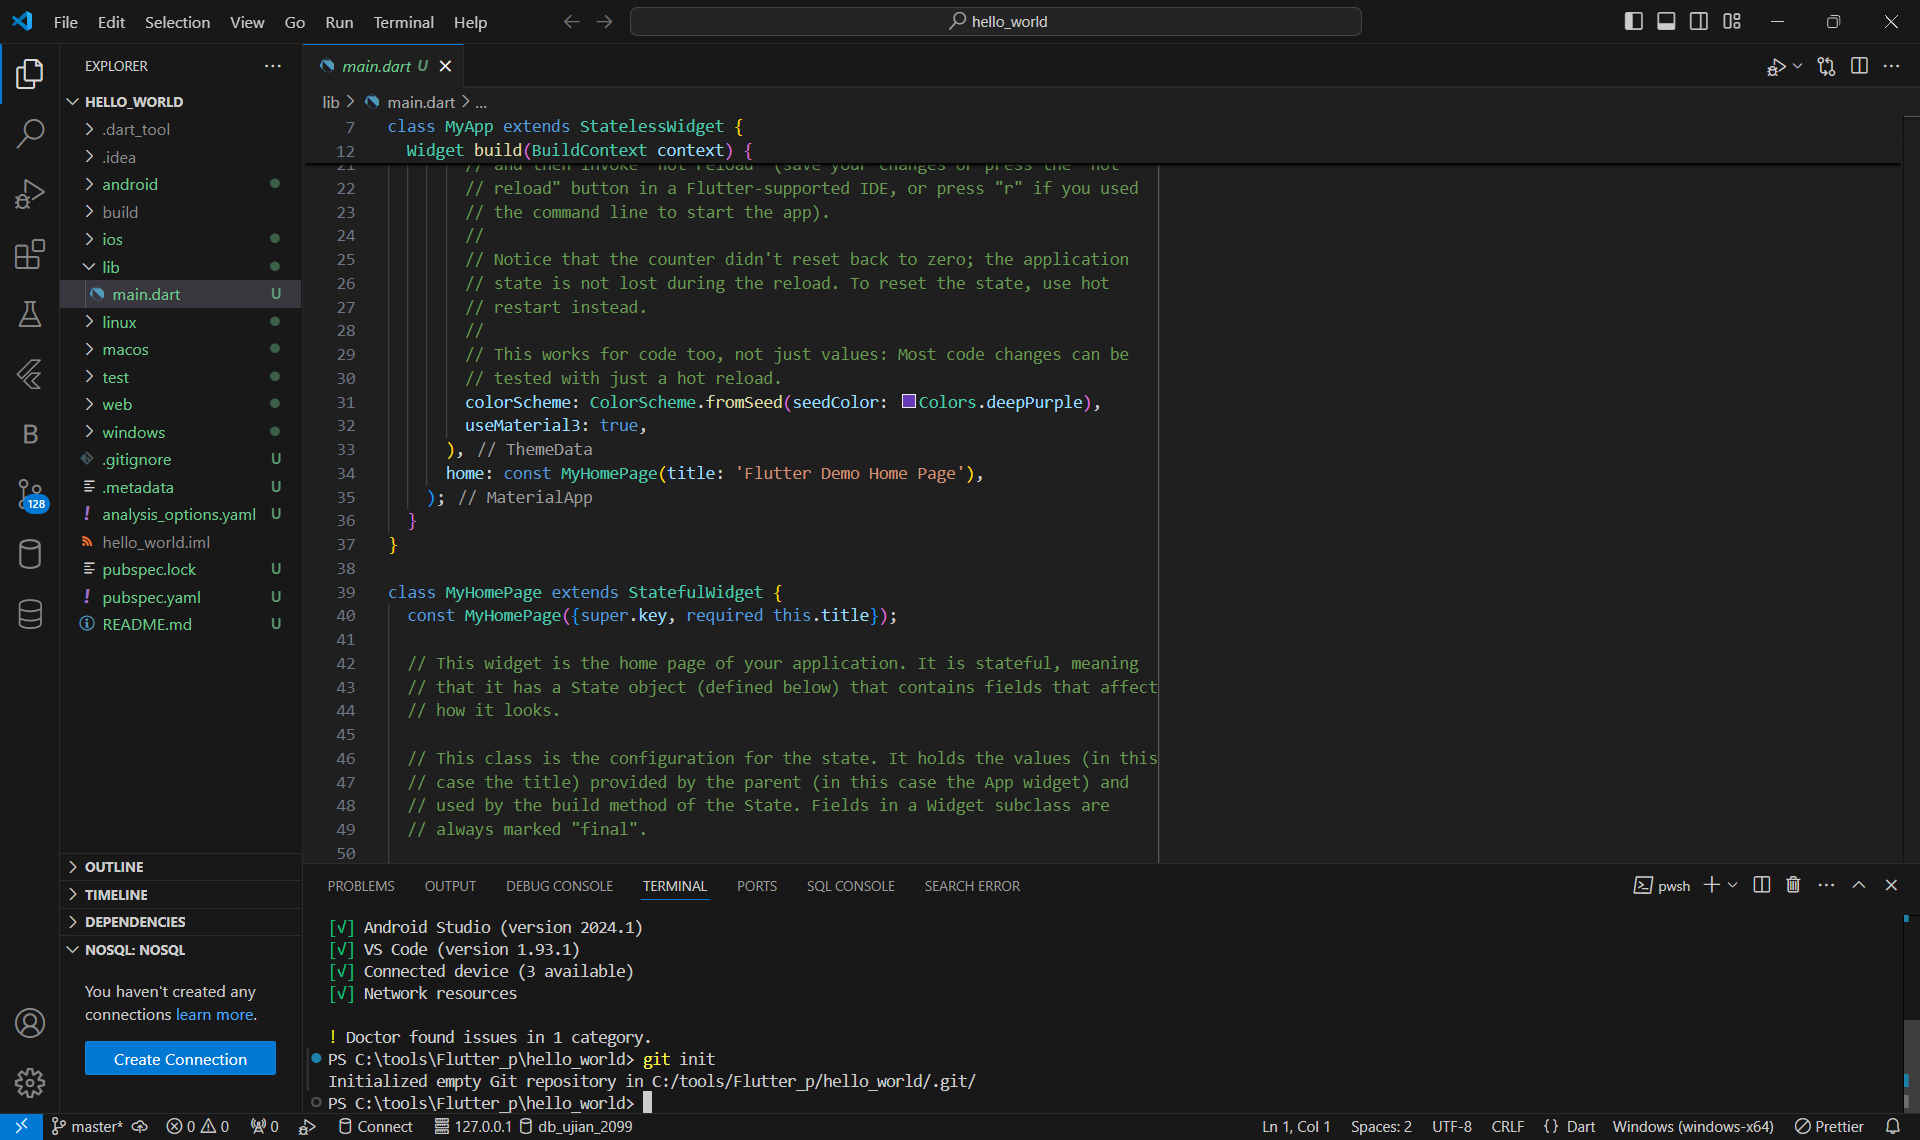 File Edit Selection View Go Run Terminal Help
hello_world
EXPLORER
HELLO_WORLD
.dart_tool
.idea
android
build
ios
lib
main.dart U
linux
macos
test
web
windows
.gitignore U
.metadata U
analysis_options.yaml U
hello_world.iml
pubspec.lock U
pubspec.yaml U
README.md U
B
128
OUTLINE
TIMELINE
DEPENDENCIES
NOSQL: NOSQL
You haven't created any
connections learn more.
Create Connection
main.dart U
lib > main.dart > ...
7 class MyApp extends StatelessWidget {
12 Widget build(BuildContext context) {
21 // and then invoke "hot reload" (save your changes or press the "hot
22 // reload" button in a Flutter-supported IDE, or press "r" if you used
23 // the command line to start the app).
24 //
25 // Notice that the counter didn't reset back to zero; the application
26 // state is not lost during the reload. To reset the state, use hot
27 // restart instead.
28 //
29 // This works for code too, not just values: Most code changes can be
30 // tested with just a hot reload.
31 colorScheme: ColorScheme.fromSeed(seedColor: Colors.deepPurple),
32 useMaterial3: true,
33 ), // ThemeData
34 home: const MyHomePage(title: 'Flutter Demo Home Page'),
35 ); // MaterialApp
36 }
37 }
38
39 class MyHomePage extends StatefulWidget {
40 const MyHomePage({super.key, required this.title});
41
42 // This widget is the home page of your application. It is stateful, meaning
43 // that it has a State object (defined below) that contains fields that affect
44 // how it looks.
45
46 // This class is the configuration for the state. It holds the values (in this
47 // case the title) provided by the parent (in this case the App widget) and
48 // used by the build method of the State. Fields in a Widget subclass are
49 // always marked "final".
50
PROBLEMS OUTPUT DEBUG CONSOLE TERMINAL PORTS SQL CONSOLE SEARCH ERROR
pwsh
[√] Android Studio (version 2024.1)
[√] VS Code (version 1.93.1)
[√] Connected device (3 available)
[√] Network resources
! Doctor found issues in 1 category.
PS C:\tools\Flutter_p\hello_world> git init
Initialized empty Git repository in C:/tools/Flutter_p/hello_world/.git/
PS C:\tools\Flutter_p\hello_world>
master* 0 0 0 Connect 127.0.0.1 db_ujian_2099 Ln 1, Col 1 Spaces: 2 UTF-8 CRLF {} Dart Windows (windows-x64) Prettier